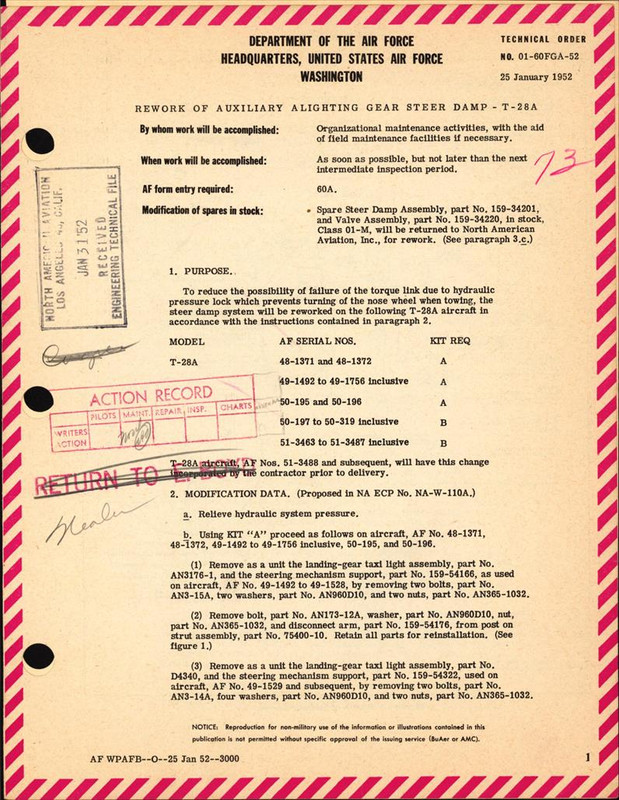 DEPARTMENT OF THE AIR FORCE
HEADQUARTERS, UNITED STATES AIR FORCE
WASHINGTON
TECHNICAL ORDER
NO. 01-60FGA-52
25 January 1952
REWORK OF AUXILIARY ALIGHTING GEAR STEER DAMP - T-28A
By whom work will be accomplished: Organizational maintenance activities, with the aid
of field maintenance facilities if necessary.
73
When work will be accomplished: As soon as possible, but not later than the next
intermediate inspection period.
AF form entry required: 60A.
Modification of spares in stock: Spare Steer Damp Assembly, part No. 159-34201,
and Valve Assembly, part No. 159-34220, in stock,
Class 01-M, will be returned to North American
Aviation, Inc., for rework. (See paragraph 3.c.)
NORTH AMERICAN AVIATION
LOS ANGELES CALIF.
JAN 31 '52
RECEIVED
ENGINEERING TECHNICAL FILE
1. PURPOSE.
To reduce the possibility of failure of the torque link due to hydraulic
pressure lock which prevents turning of the nose wheel when towing, the
steer damp system will be reworked on the following T-28A aircraft in
accordance with the instructions contained in paragraph 2.
MODEL AF SERIAL NOS. KIT REQ
T-28A 48-1371 and 48-1372 A
49-1492 to 49-1756 inclusive A
50-195 and 50-196 A
50-197 to 50-319 inclusive B
51-3463 to 51-3487 inclusive B
ACTION RECORD
PILOTS MAINT. REPAIR INSP. CHARTS
WRITERS
ACTION
T-28A aircraft, AF Nos. 51-3488 and subsequent, will have this change
incorporated by the contractor prior to delivery.
RETURN TO
2. MODIFICATION DATA. (Proposed in NA ECP No. NA-W-110A.)
a. Relieve hydraulic system pressure.
b. Using KIT "A" proceed as follows on aircraft, AF No. 48-1371,
48-1372, 49-1492 to 49-1756 inclusive, 50-195, and 50-196.
(1) Remove as a unit the landing-gear taxi light assembly, part No.
AN3176-1, and the steering mechanism support, part No. 159-54166, as used
on aircraft, AF No. 49-1492 to 49-1528, by removing two bolts, part No.
AN3-15A, two washers, part No. AN960D10, and two nuts, part No. AN365-1032.
(2) Remove bolt, part No. AN173-12A, washer, part No. AN960D10, nut,
part No. AN365-1032, and disconnect arm, part No. 159-54176, from post on
strut assembly, part No. 75400-10. Retain all parts for reinstallation. (See
figure 1.)
(3) Remove as a unit the landing-gear taxi light assembly, part No.
D4340, and the steering mechanism support, part No. 159-54322, used on
aircraft, AF No. 49-1529 and subsequent, by removing two bolts, part No.
AN3-14A, four washers, part No. AN960D10, and two nuts, part No. AN365-1032.
NOTICE: Reproduction for non-military use of the information or illustrations contained in this
publication is not permitted without specific approval of the issuing service (BuAer or AMC).
AF WPAFB--O--25 Jan 52--3000 1